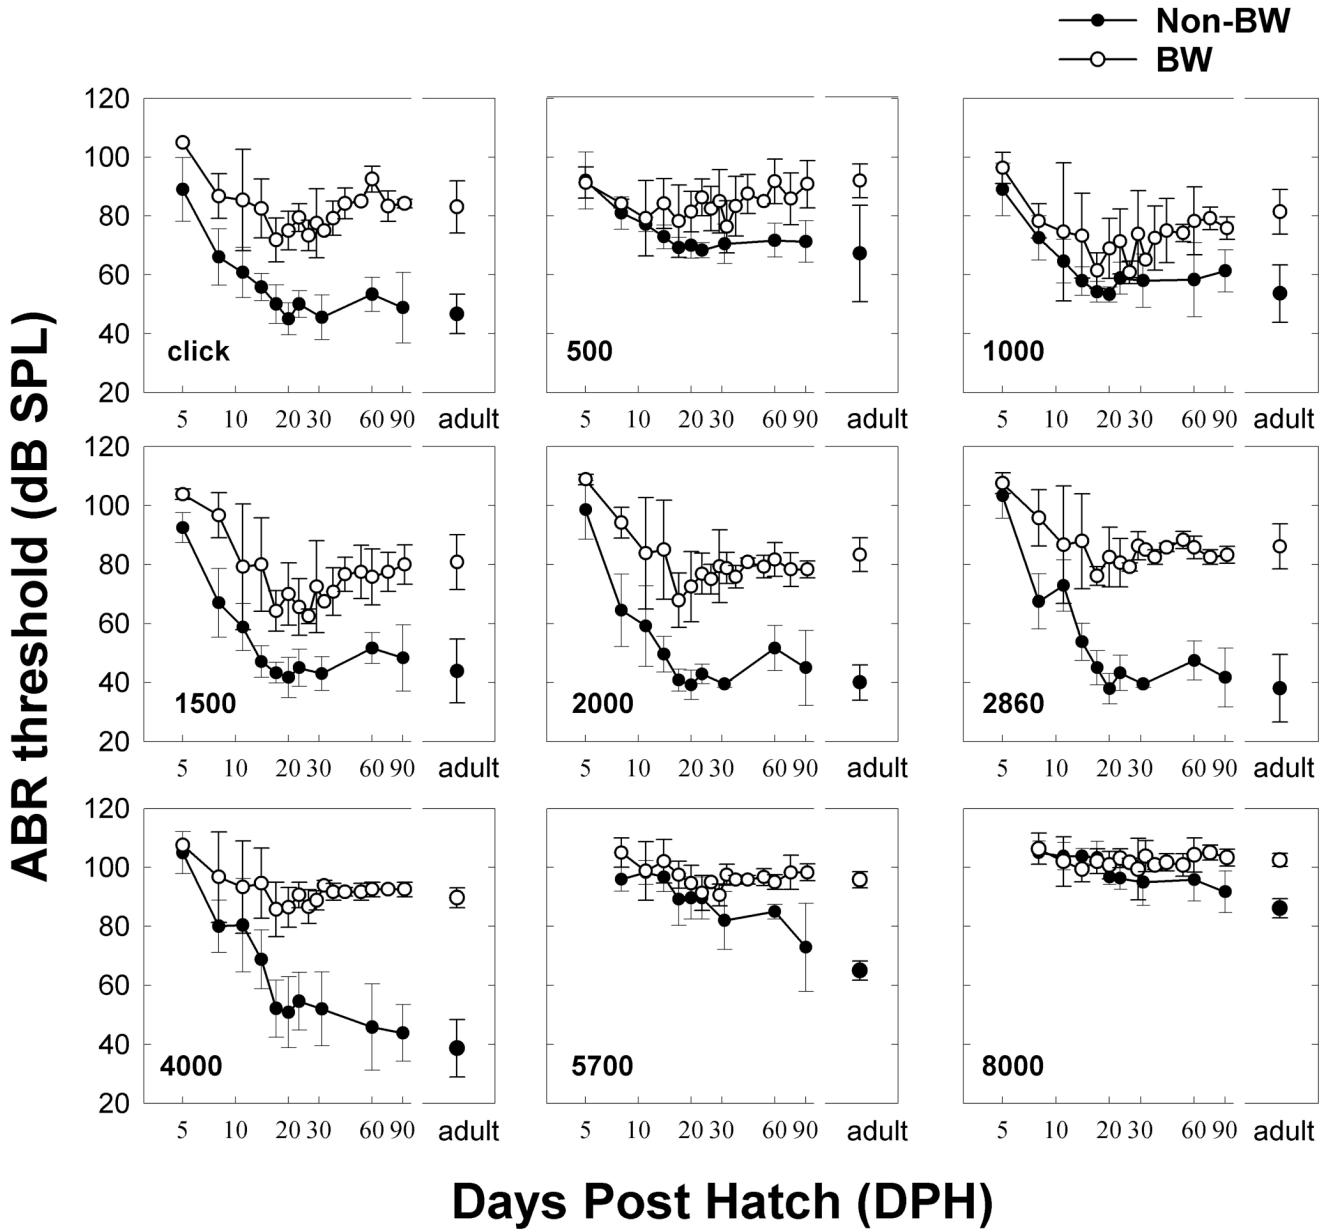 Non-BW
BW
ABR threshold (dB SPL)
120
100
80
60
40
20
click
5 10 20 30 60 90 adult
500
5 10 20 30 60 90 adult
1000
5 10 20 30 60 90 adult
120
100
80
60
40
20
1500
5 10 20 30 60 90 adult
2000
5 10 20 30 60 90 adult
2860
5 10 20 30 60 90 adult
120
100
80
60
40
20
4000
5 10 20 30 60 90 adult
5700
5 10 20 30 60 90 adult
8000
5 10 20 30 60 90 adult
Days Post Hatch (DPH)